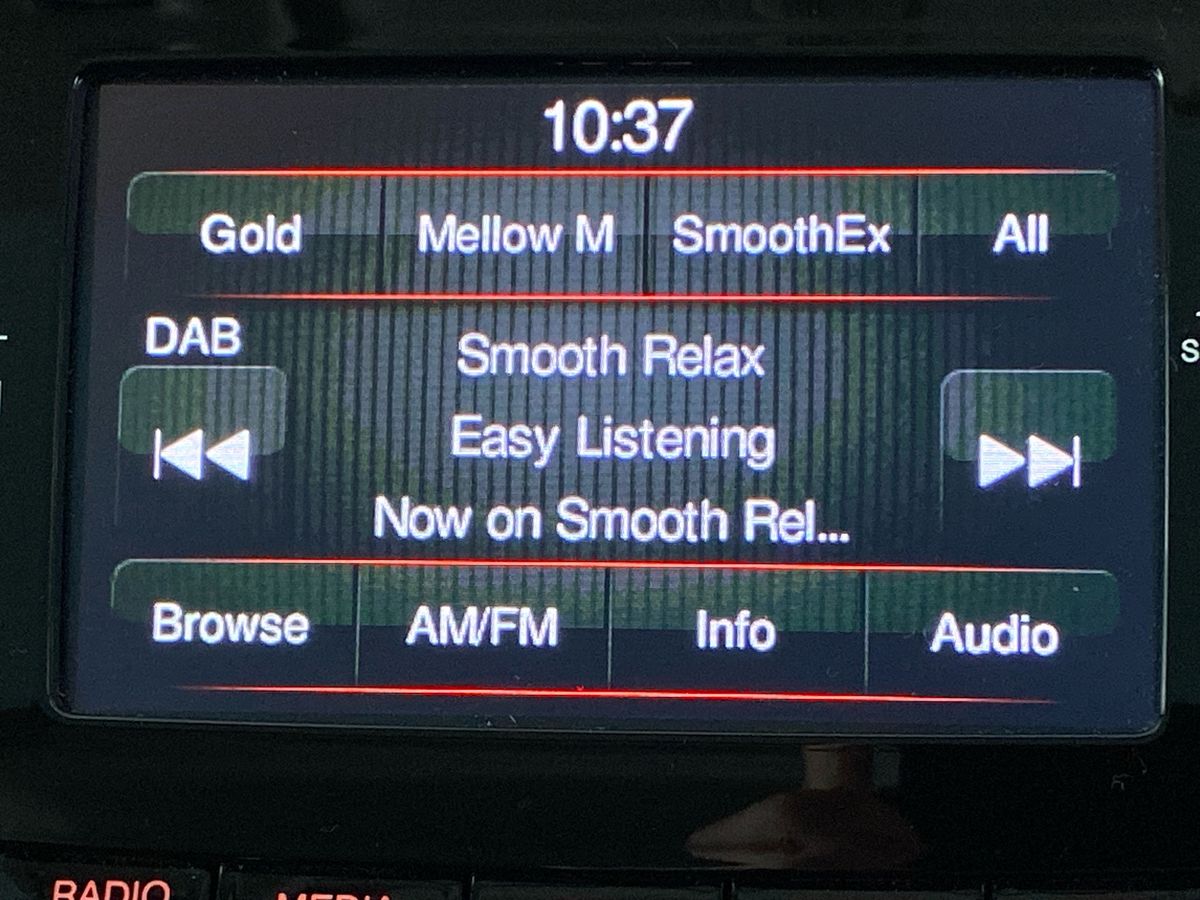 10:37
Gold Mellow M SmoothEx All
DAB
Smooth Relax
Easy Listening
Now on Smooth Rel...
Browse AM/FM Info Audio
RADIO MEDIA